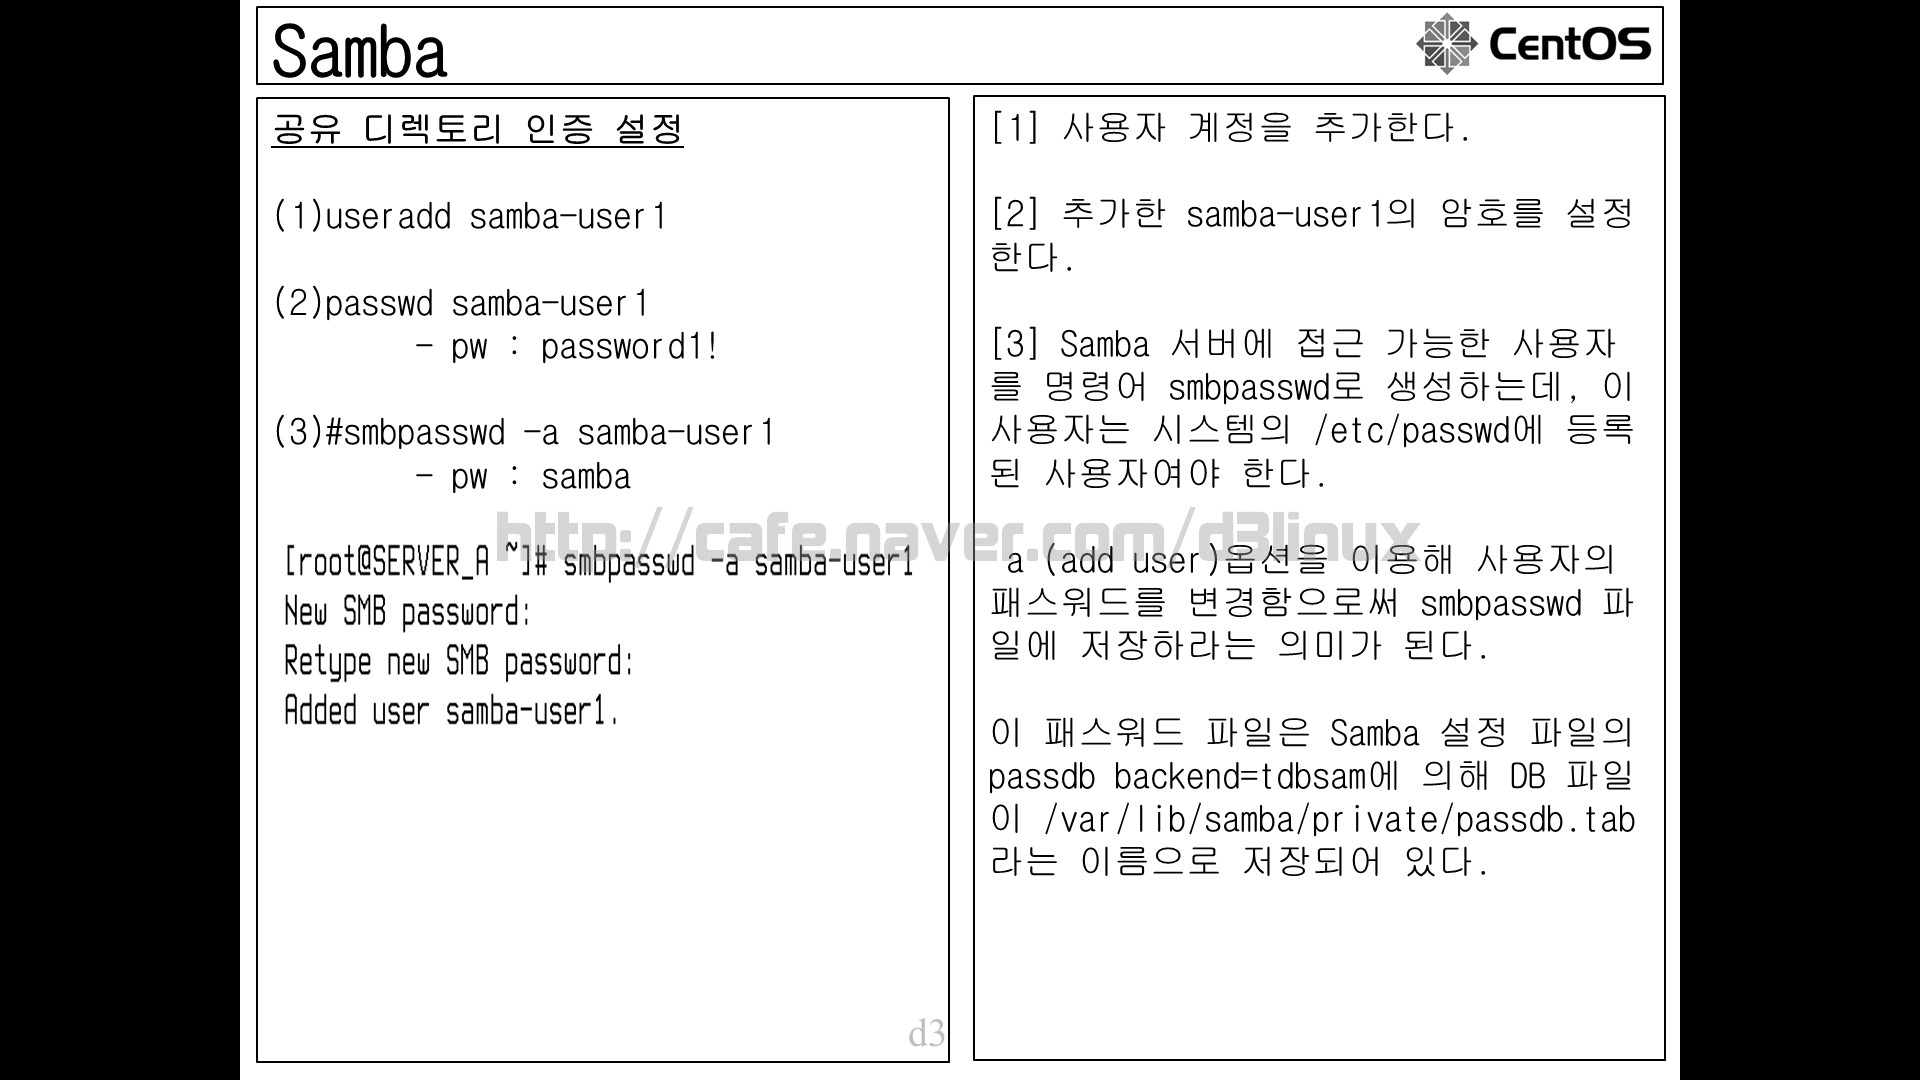 Samba
CentOS
공유 디렉토리 인증 설정
(1)useradd samba-user1
(2)passwd samba-user1
- pw : password1!
(3)#smbpasswd -a samba-user1
- pw : samba
[root@SERVER_A ~]# smbpasswd -a samba-user1
New SMB password:
Retype new SMB password:
Added user samba-user1.
d3
[1] 사용자 계정을 추가한다.
[2] 추가한 samba-user1의 암호를 설정
한다.
[3] Samba 서버에 접근 가능한 사용자
를 명령어 smbpasswd로 생성하는데, 이
사용자는 시스템의 /etc/passwd에 등록
된 사용자여야 한다.
http://cafe.naver.com/d3linux
a (add user)옵션을 이용해 사용자의
패스워드를 변경함으로써 smbpasswd 파
일에 저장하라는 의미가 된다.
이 패스워드 파일은 Samba 설정 파일의
passdb backend=tdbsam에 의해 DB 파일
이 /var/lib/samba/private/passdb.tab
라는 이름으로 저장되어 있다.